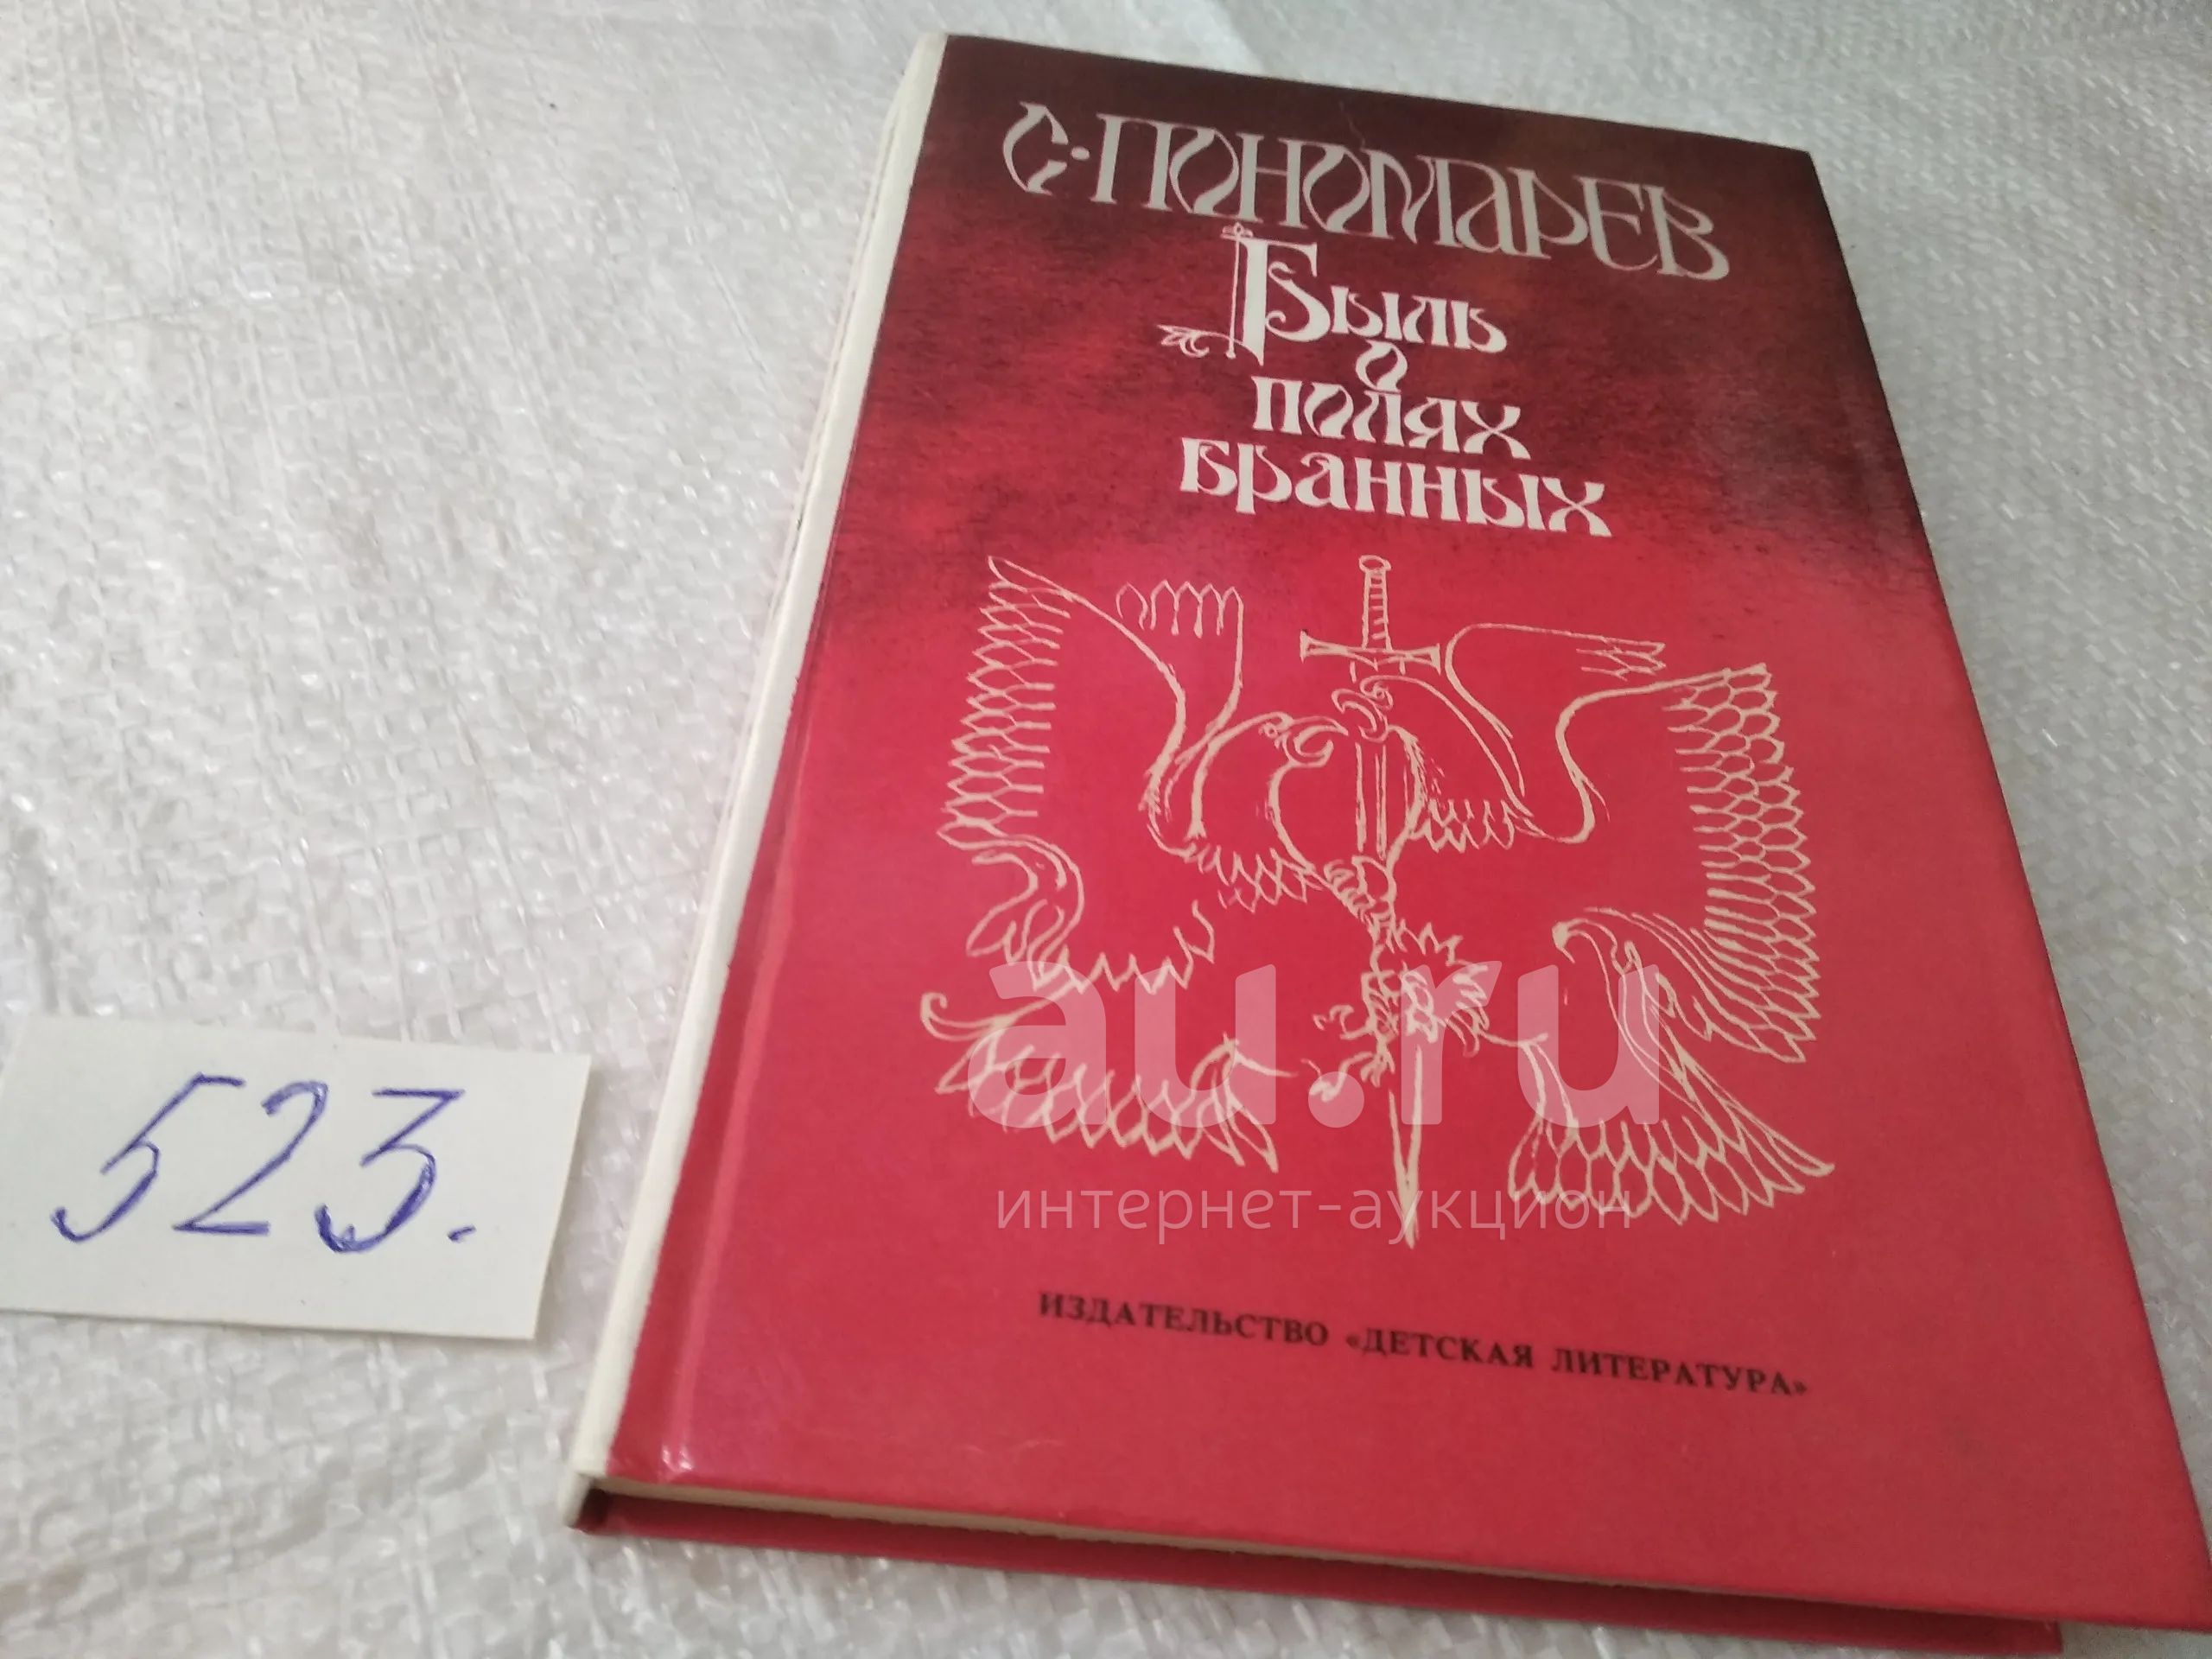 С. ПОНОМАРЕВ
Быль
о
полях
бранных
au.ru
интернет-аукцион
ИЗДАТЕЛЬСТВО «ДЕТСКАЯ ЛИТЕРАТУРА»
523.